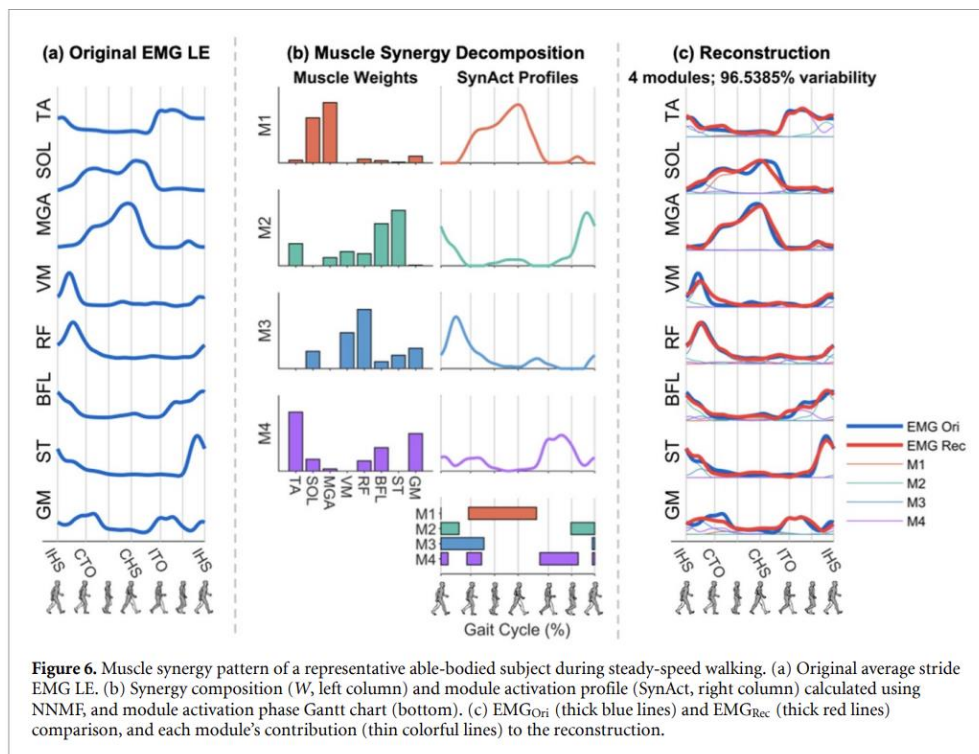 (a) Original EMG LE
(b) Muscle Synergy Decomposition
(c) Reconstruction
Muscle Weights
SynAct Profiles
4 modules; 96.5385% variability
TA
SOL
MGA
VM
RF
BFL
ST
GM
IHS
CTO
CHS
ITO
IHS
M1
M2
M3
M4
TA
SOL
MGA
VM
RF
BFL
ST
GM
M1
M2
M3
M4
Gait Cycle (%)
TA
SOL
MGA
VM
RF
BFL
ST
GM
IHS
CTO
CHS
ITO
IHS
EMG Ori
EMG Rec
M1
M2
M3
M4
Figure 6. Muscle synergy pattern of a representative able-bodied subject during steady-speed walking. (a) Original average stride
EMG LE. (b) Synergy composition (W, left column) and module activation profile (SynAct, right column) calculated using
NNMF, and module activation phase Gantt chart (bottom). (c) EMGOri (thick blue lines) and EMGRec (thick red lines)
comparison, and each module's contribution (thin colorful lines) to the reconstruction.